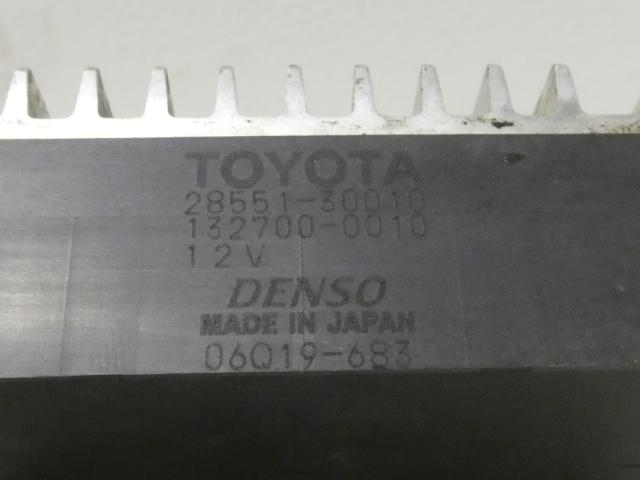 TOYOTA
28551-30010
132700-0010
12V
DENSO
MADE IN JAPAN
06Q19-683